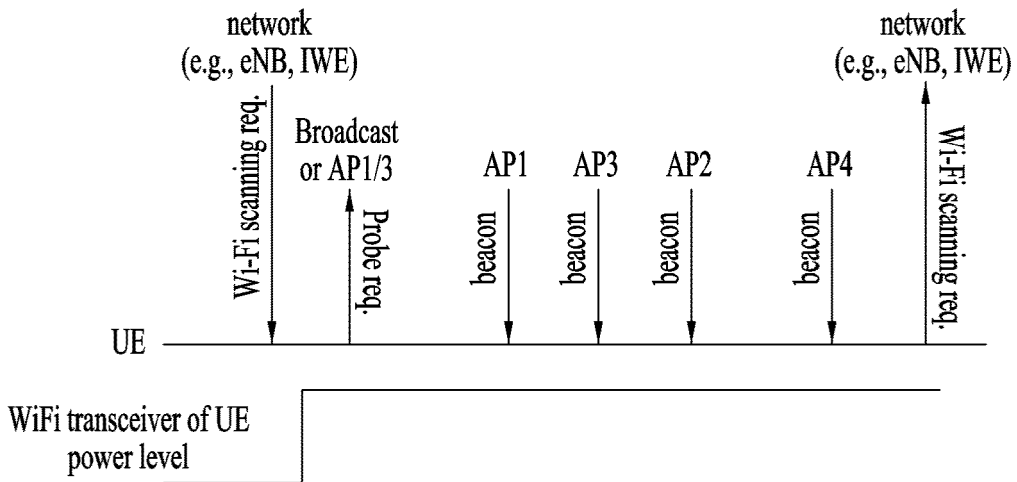 network
(e.g., eNB, IWE)
network
(e.g., eNB, IWE)
Wi-Fi scanning req.
Broadcast
or AP1/3
Probe req.
AP1
beacon
AP3
beacon
AP2
beacon
AP4
beacon
Wi-Fi scanning req.
UE
WiFi transceiver of UE
power level